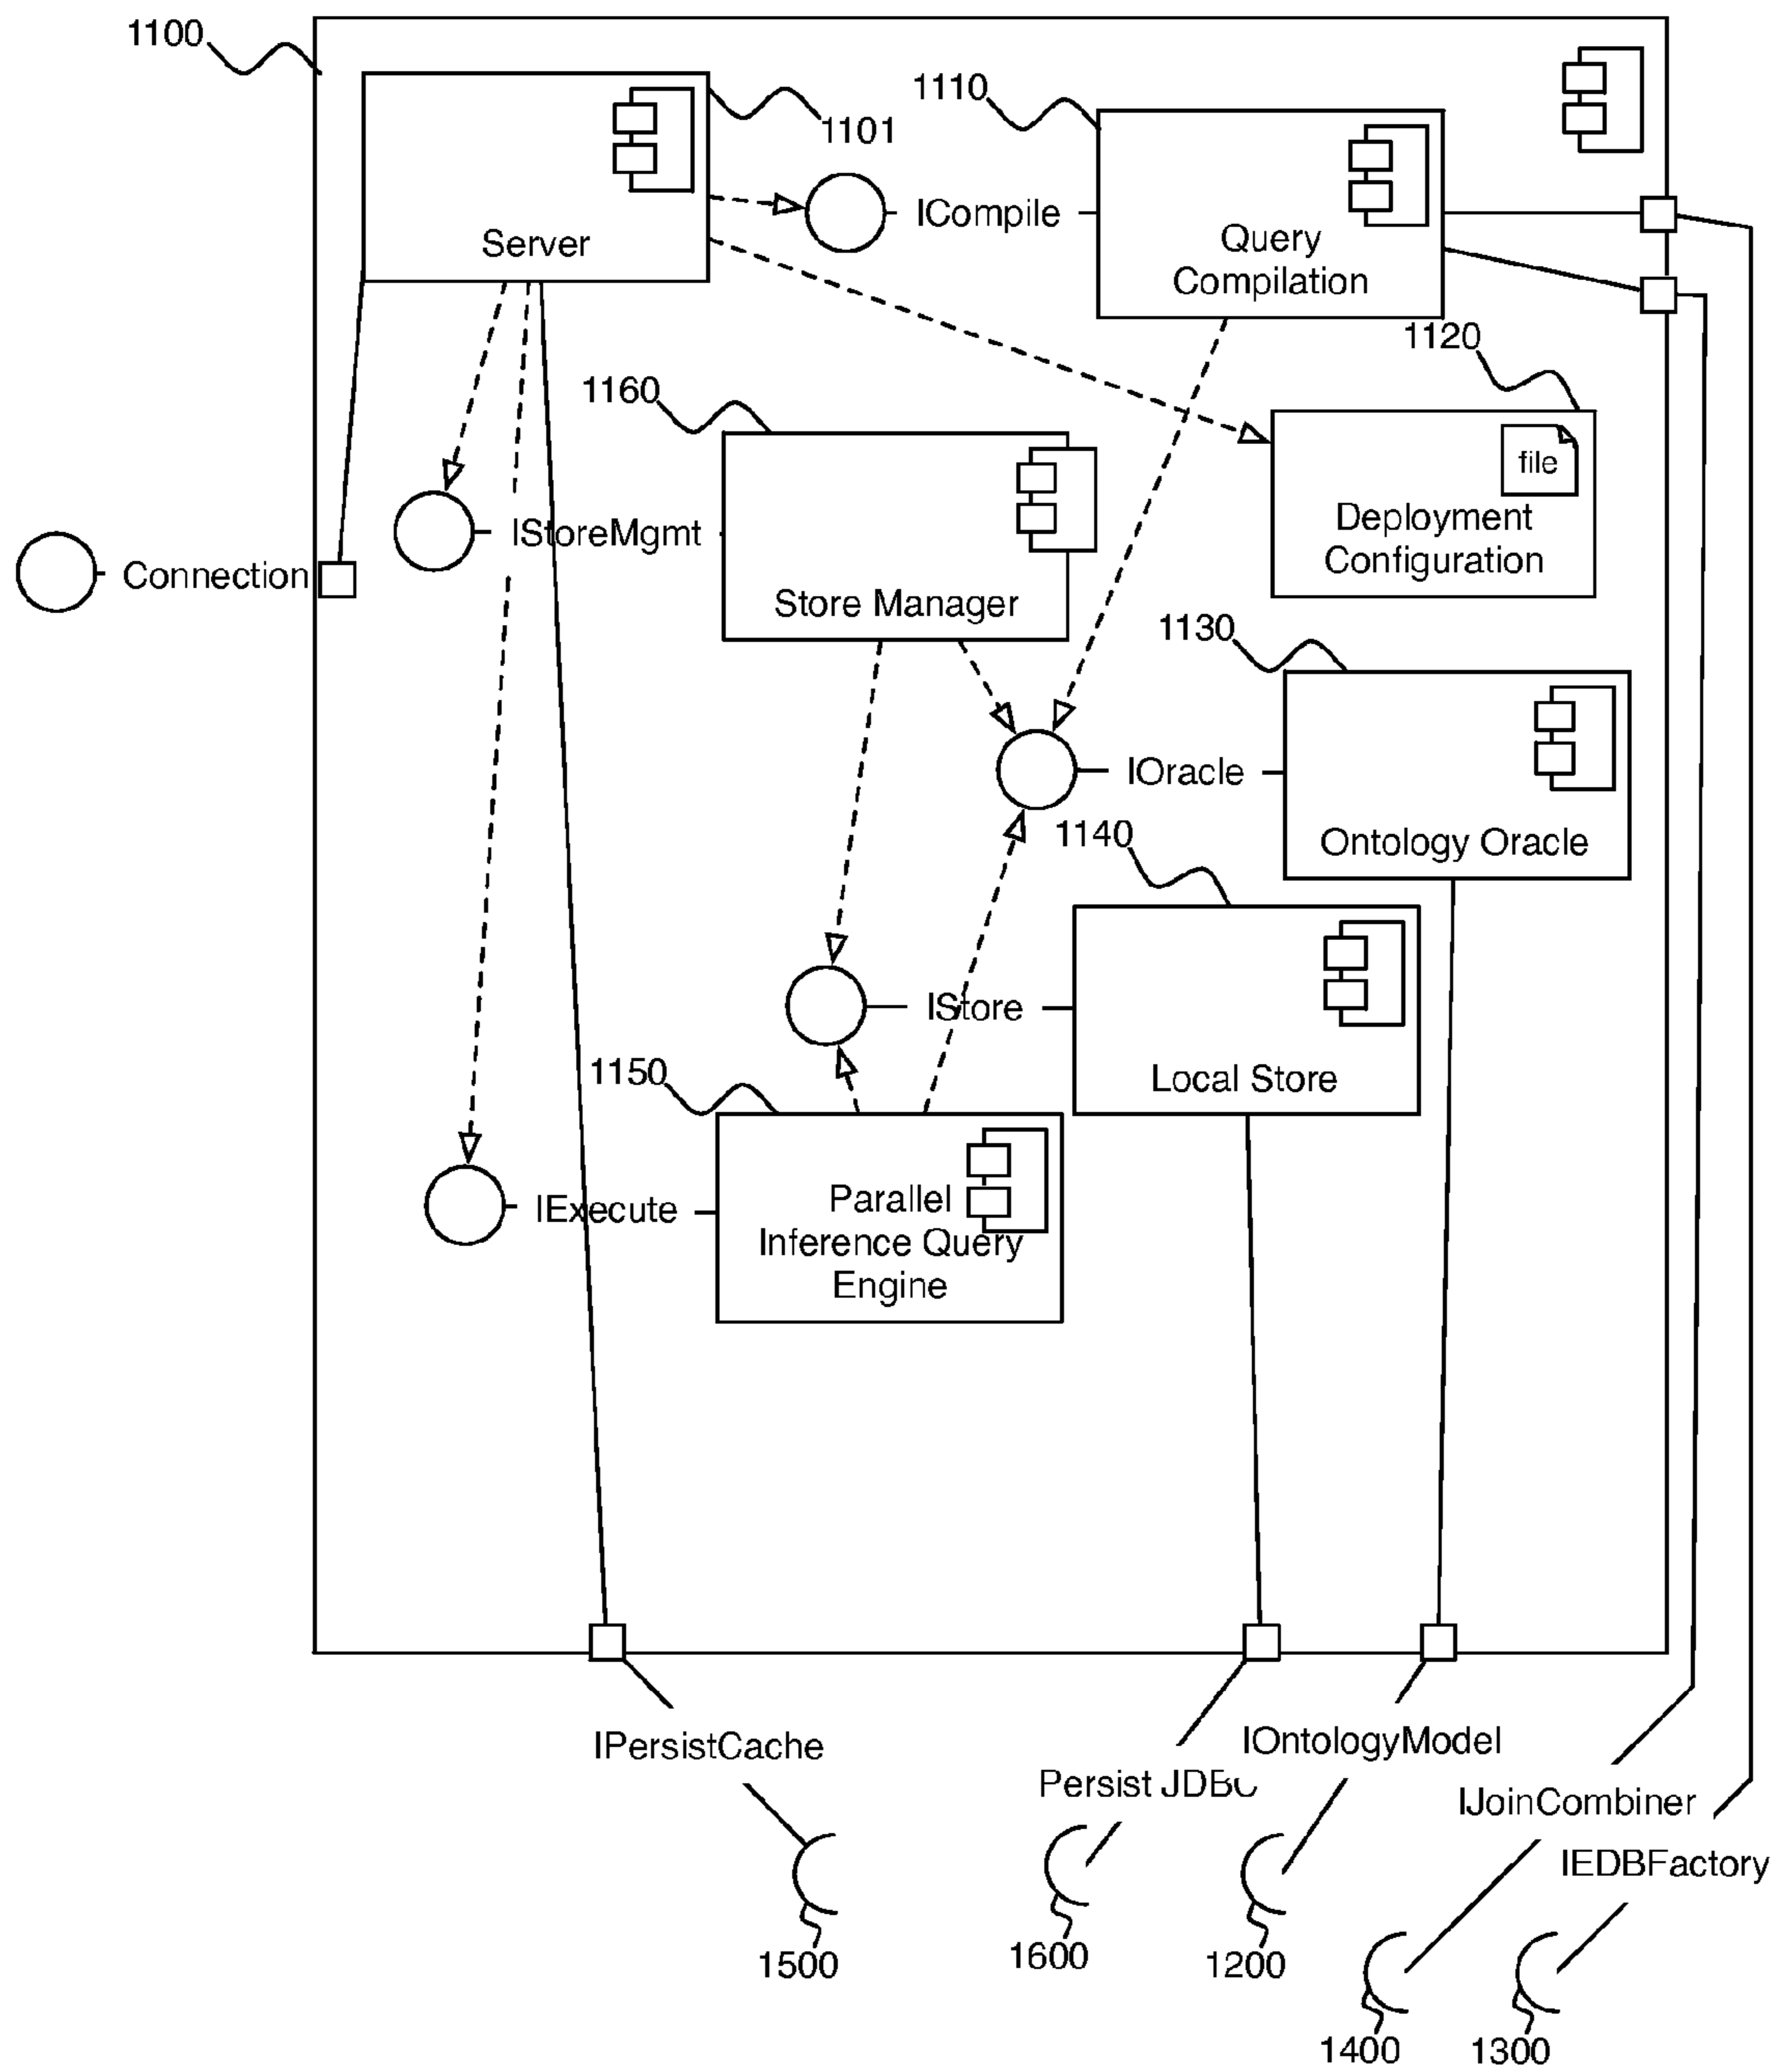 1100
1101
1110
Server
ICompile
Query
Compilation
1120
1160
file
Deployment
Configuration
IStoreMgmt
Connection
Store Manager
1130
IOracle
1140
Ontology Oracle
IStore
1150
Local Store
IExecute
Parallel
Inference Query
Engine
IPersistCache
IOntologyModel
Persist JDBC
IJoinCombiner
IEDBFactory
1500
1600
1200
1400
1300